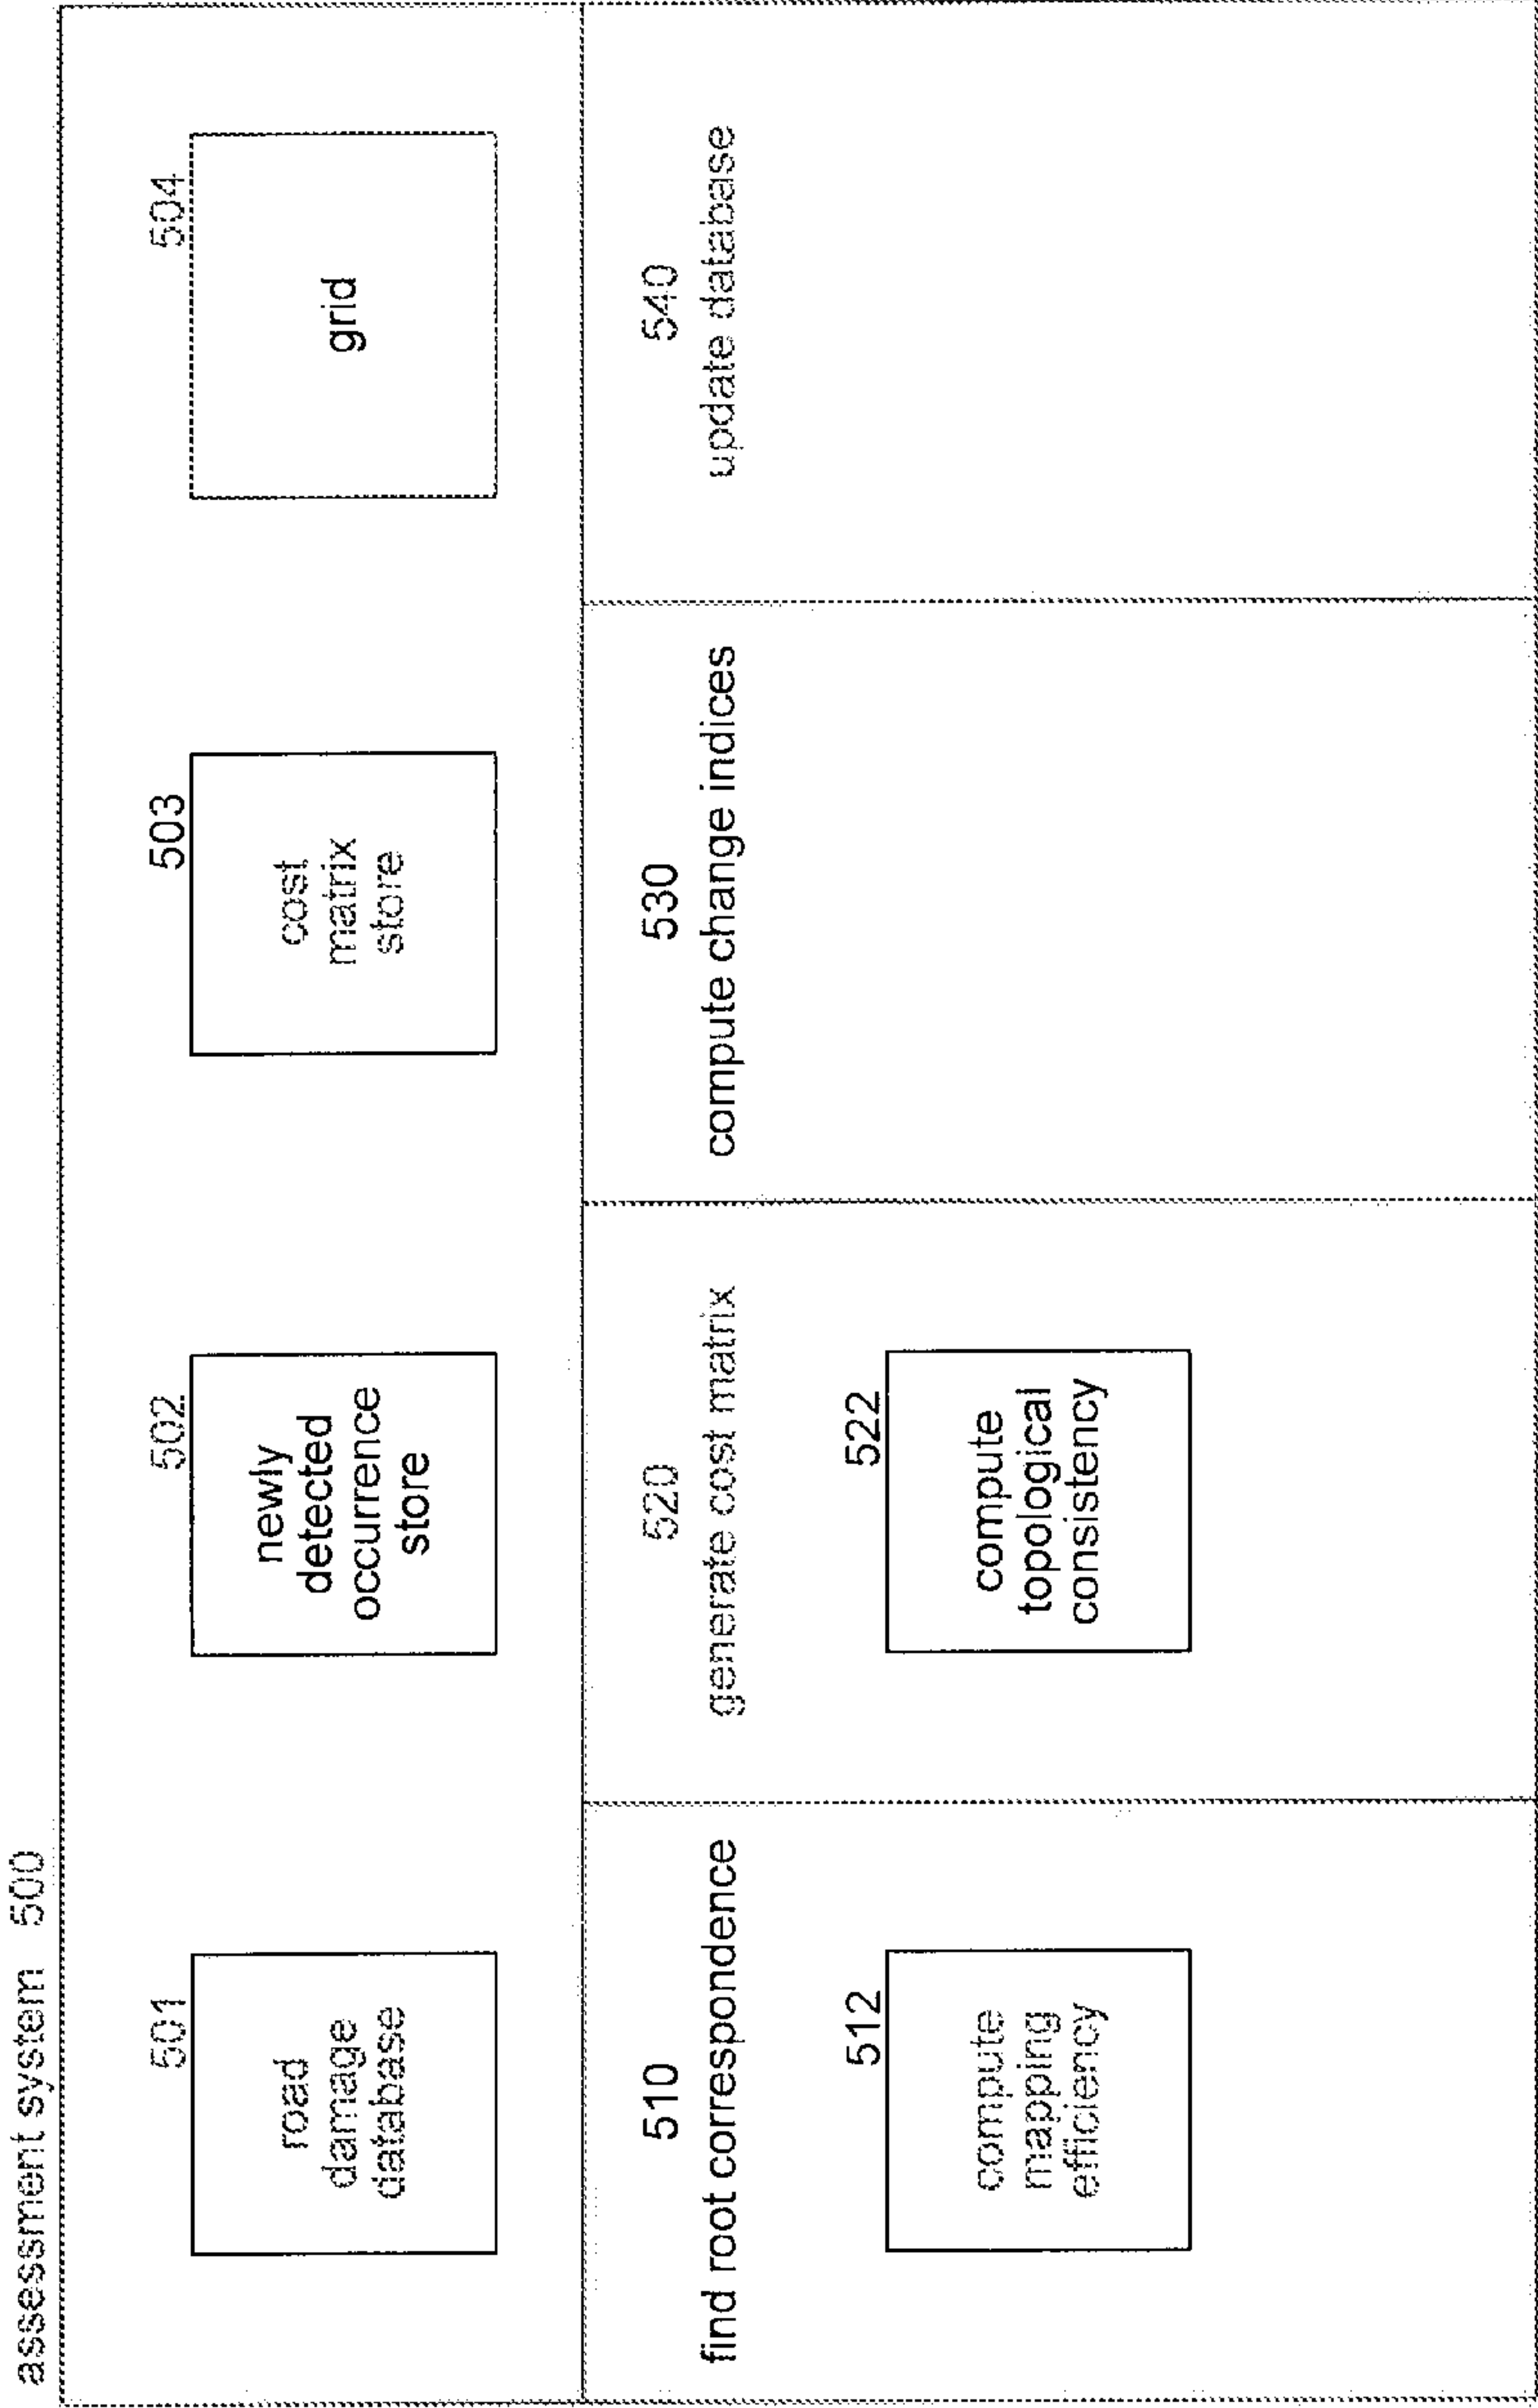 assessment system 500
501
road
damage
database
502
newly
detected
occurrence
store
503
cost
matrix
store
504
grid
510
find root correspondence
512
compute
mapping
efficiency
520
generate cost matrix
522
compute
topological
consistency
530
compute change indices
540
update database